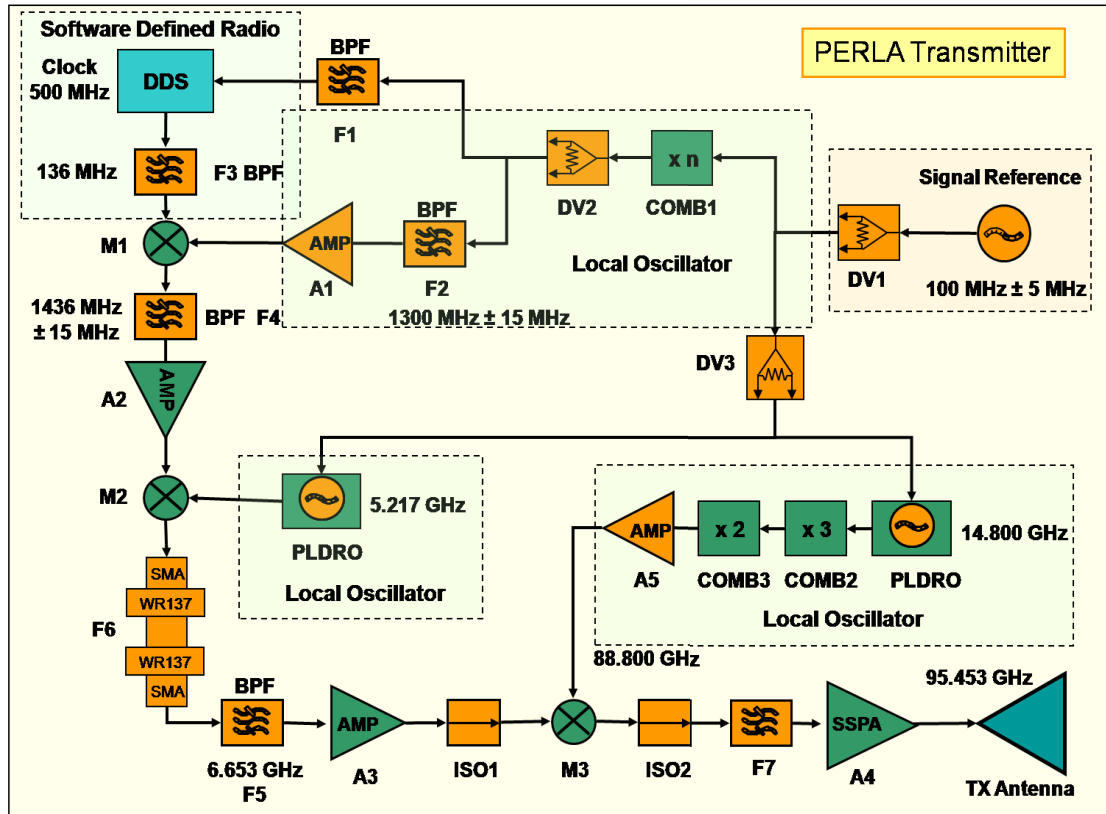 Software Defined Radio
BPF
PERLA Transmitter
Clock
500 MHz
DDS
F1
136 MHz
F3 BPF
DV2
x n
COMB1
Signal Reference
M1
BPF
AMP
A1
F2
Local Oscillator
DV1
100 MHz ± 5 MHz
1436 MHz
± 15 MHz
BPF F4
1300 MHz ± 15 MHz
DV3
AMP
A2
M2
5.217 GHz
PLDRO
Local Oscillator
AMP
x 2
x 3
14.800 GHz
A5
COMB3
COMB2
PLDRO
Local Oscillator
SMA
WR137
F6
WR137
SMA
88.800 GHz
95.453 GHz
BPF
AMP
SSPA
6.653 GHz
F5
A3
ISO1
M3
ISO2
F7
A4
TX Antenna